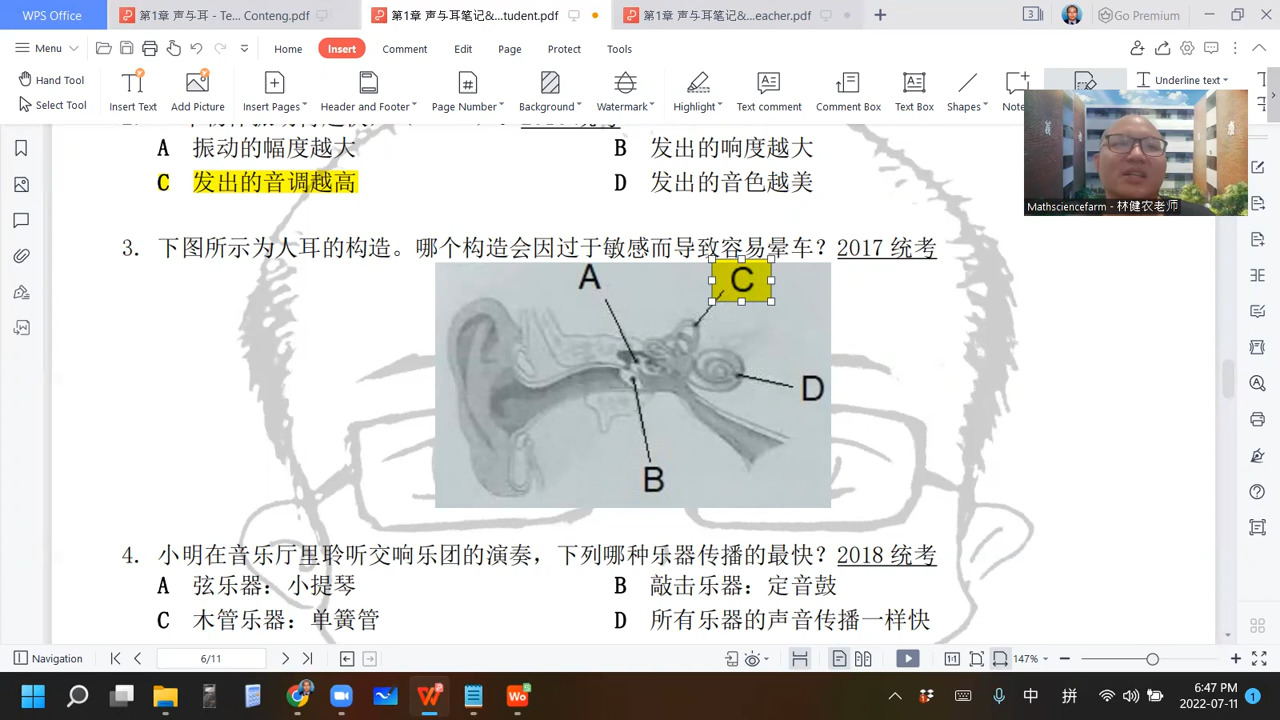 WPS Office
第1章 声与耳 - Te... Conteng.pdf
第1章 声与耳笔记&...tudent.pdf
第1章 声与耳笔记&...eacher.pdf
3
Go Premium
Menu
Home
Insert
Comment
Edit
Page
Protect
Tools
Hand Tool
Select Tool
Insert Text
Add Picture
Insert Pages
Header and Footer
Page Number
Background
Watermark
Highlight
Text comment
Comment Box
Text Box
Shapes
Note
Underline text
Mathsciencefarm - 林健农老师
A 振动的幅度越大
B 发出的响度越大
C 发出的音调越高
D 发出的音色越美
3. 下图所示为人耳的构造。哪个构造会因过于敏感而导致容易晕车？2017 统考
A
C
D
B
4. 小明在音乐厅里聆听交响乐团的演奏，下列哪种乐器传播的最快？2018 统考
A 弦乐器：小提琴
B 敲击乐器：定音鼓
C 木管乐器：单簧管
D 所有乐器的声音传播一样快
Navigation
6/11
147%
中
拼
6:47 PM
2022-07-11
1